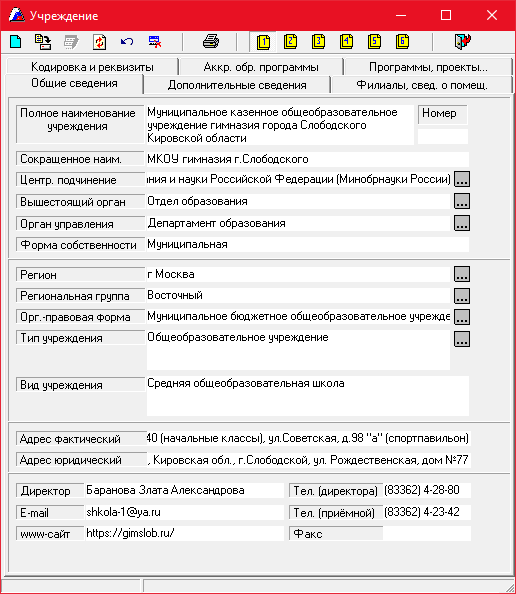 Учреждение
1 2 3 4 5 6
Кодировка и реквизиты Аккр. обр. программы Программы, проекты...
Общие сведения Дополнительные сведения Филиалы, свед. о помещ.
Полное наименование учреждения
Муниципальное казенное общеобразовательное
учреждение гимназия города Слободского
Кировской области
Номер
Сокращенное наим. МКОУ гимназия г.Слободского
Центр. подчинение ния и науки Российской Федерации (Минобрнауки России) ...
Вышестоящий орган Отдел образования ...
Орган управления Департамент образования ...
Форма собственности Муниципальная
Регион г Москва ...
Региональная группа Восточный ...
Орг.-правовая форма Муниципальное бюджетное общеобразовательное учрежде ...
Тип учреждения Общеобразовательное учреждение ...
Вид учреждения Средняя общеобразовательная школа
Адрес фактический 40 (начальные классы), ул.Советская, д.98 "а" (спортпавильон)
Адрес юридический , Кировская обл., г.Слободской, ул. Рождественская, дом №77
Директор Баранова Злата Александрова Тел. (директора) (83362) 4-28-80
E-mail shkola-1@ya.ru Тел. (приёмной) (83362) 4-23-42
www-сайт https://gimslob.ru/ Факс